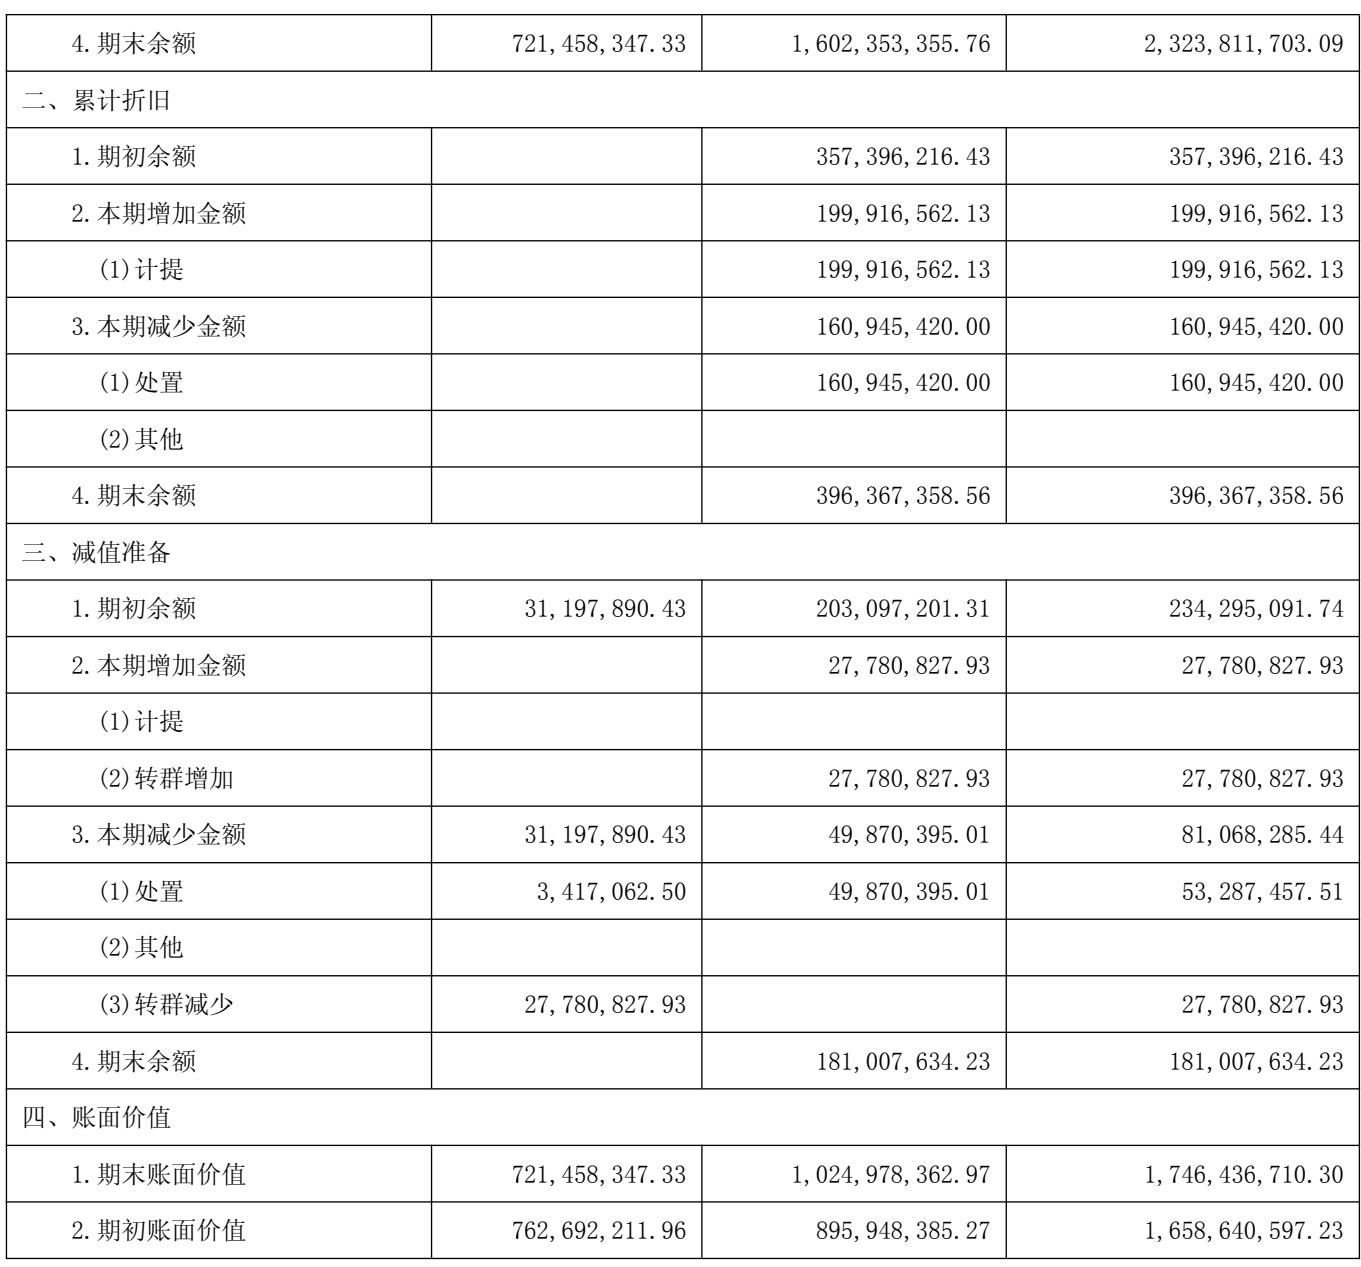 4.期末余额 721,458,347.33 1,602,353,355.76 2,323,811,703.09
二、累计折旧
1.期初余额 357,396,216.43 357,396,216.43
2.本期增加金额 199,916,562.13 199,916,562.13
(1)计提 199,916,562.13 199,916,562.13
3.本期减少金额 160,945,420.00 160,945,420.00
(1)处置 160,945,420.00 160,945,420.00
(2)其他
4.期末余额 396,367,358.56 396,367,358.56
三、减值准备
1.期初余额 31,197,890.43 203,097,201.31 234,295,091.74
2.本期增加金额 27,780,827.93 27,780,827.93
(1)计提
(2)转群增加 27,780,827.93 27,780,827.93
3.本期减少金额 31,197,890.43 49,870,395.01 81,068,285.44
(1)处置 3,417,062.50 49,870,395.01 53,287,457.51
(2)其他
(3)转群减少 27,780,827.93 27,780,827.93
4.期末余额 181,007,634.23 181,007,634.23
四、账面价值
1.期末账面价值 721,458,347.33 1,024,978,362.97 1,746,436,710.30
2.期初账面价值 762,692,211.96 895,948,385.27 1,658,640,597.23